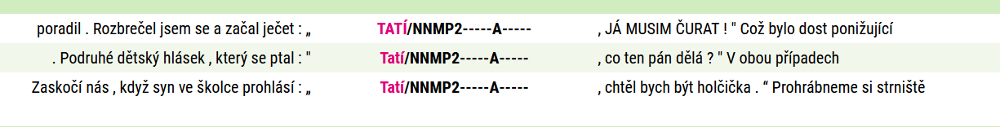 poradil . Rozbrečel jsem se a začal ječet : „ TATÍ/NNMP2-----A----- , JÁ MUSIM ČURAT ! " Což bylo dost ponižující
. Podruhé dětský hlásek , který se ptal : " Tatí/NNMP2-----A----- , co ten pán dělá ? " V obou případech
Zaskočí nás , když syn ve školce prohlásí : „ Tatí/NNMP2-----A----- , chtěl bych být holčička . “ Prohrábneme si strniště